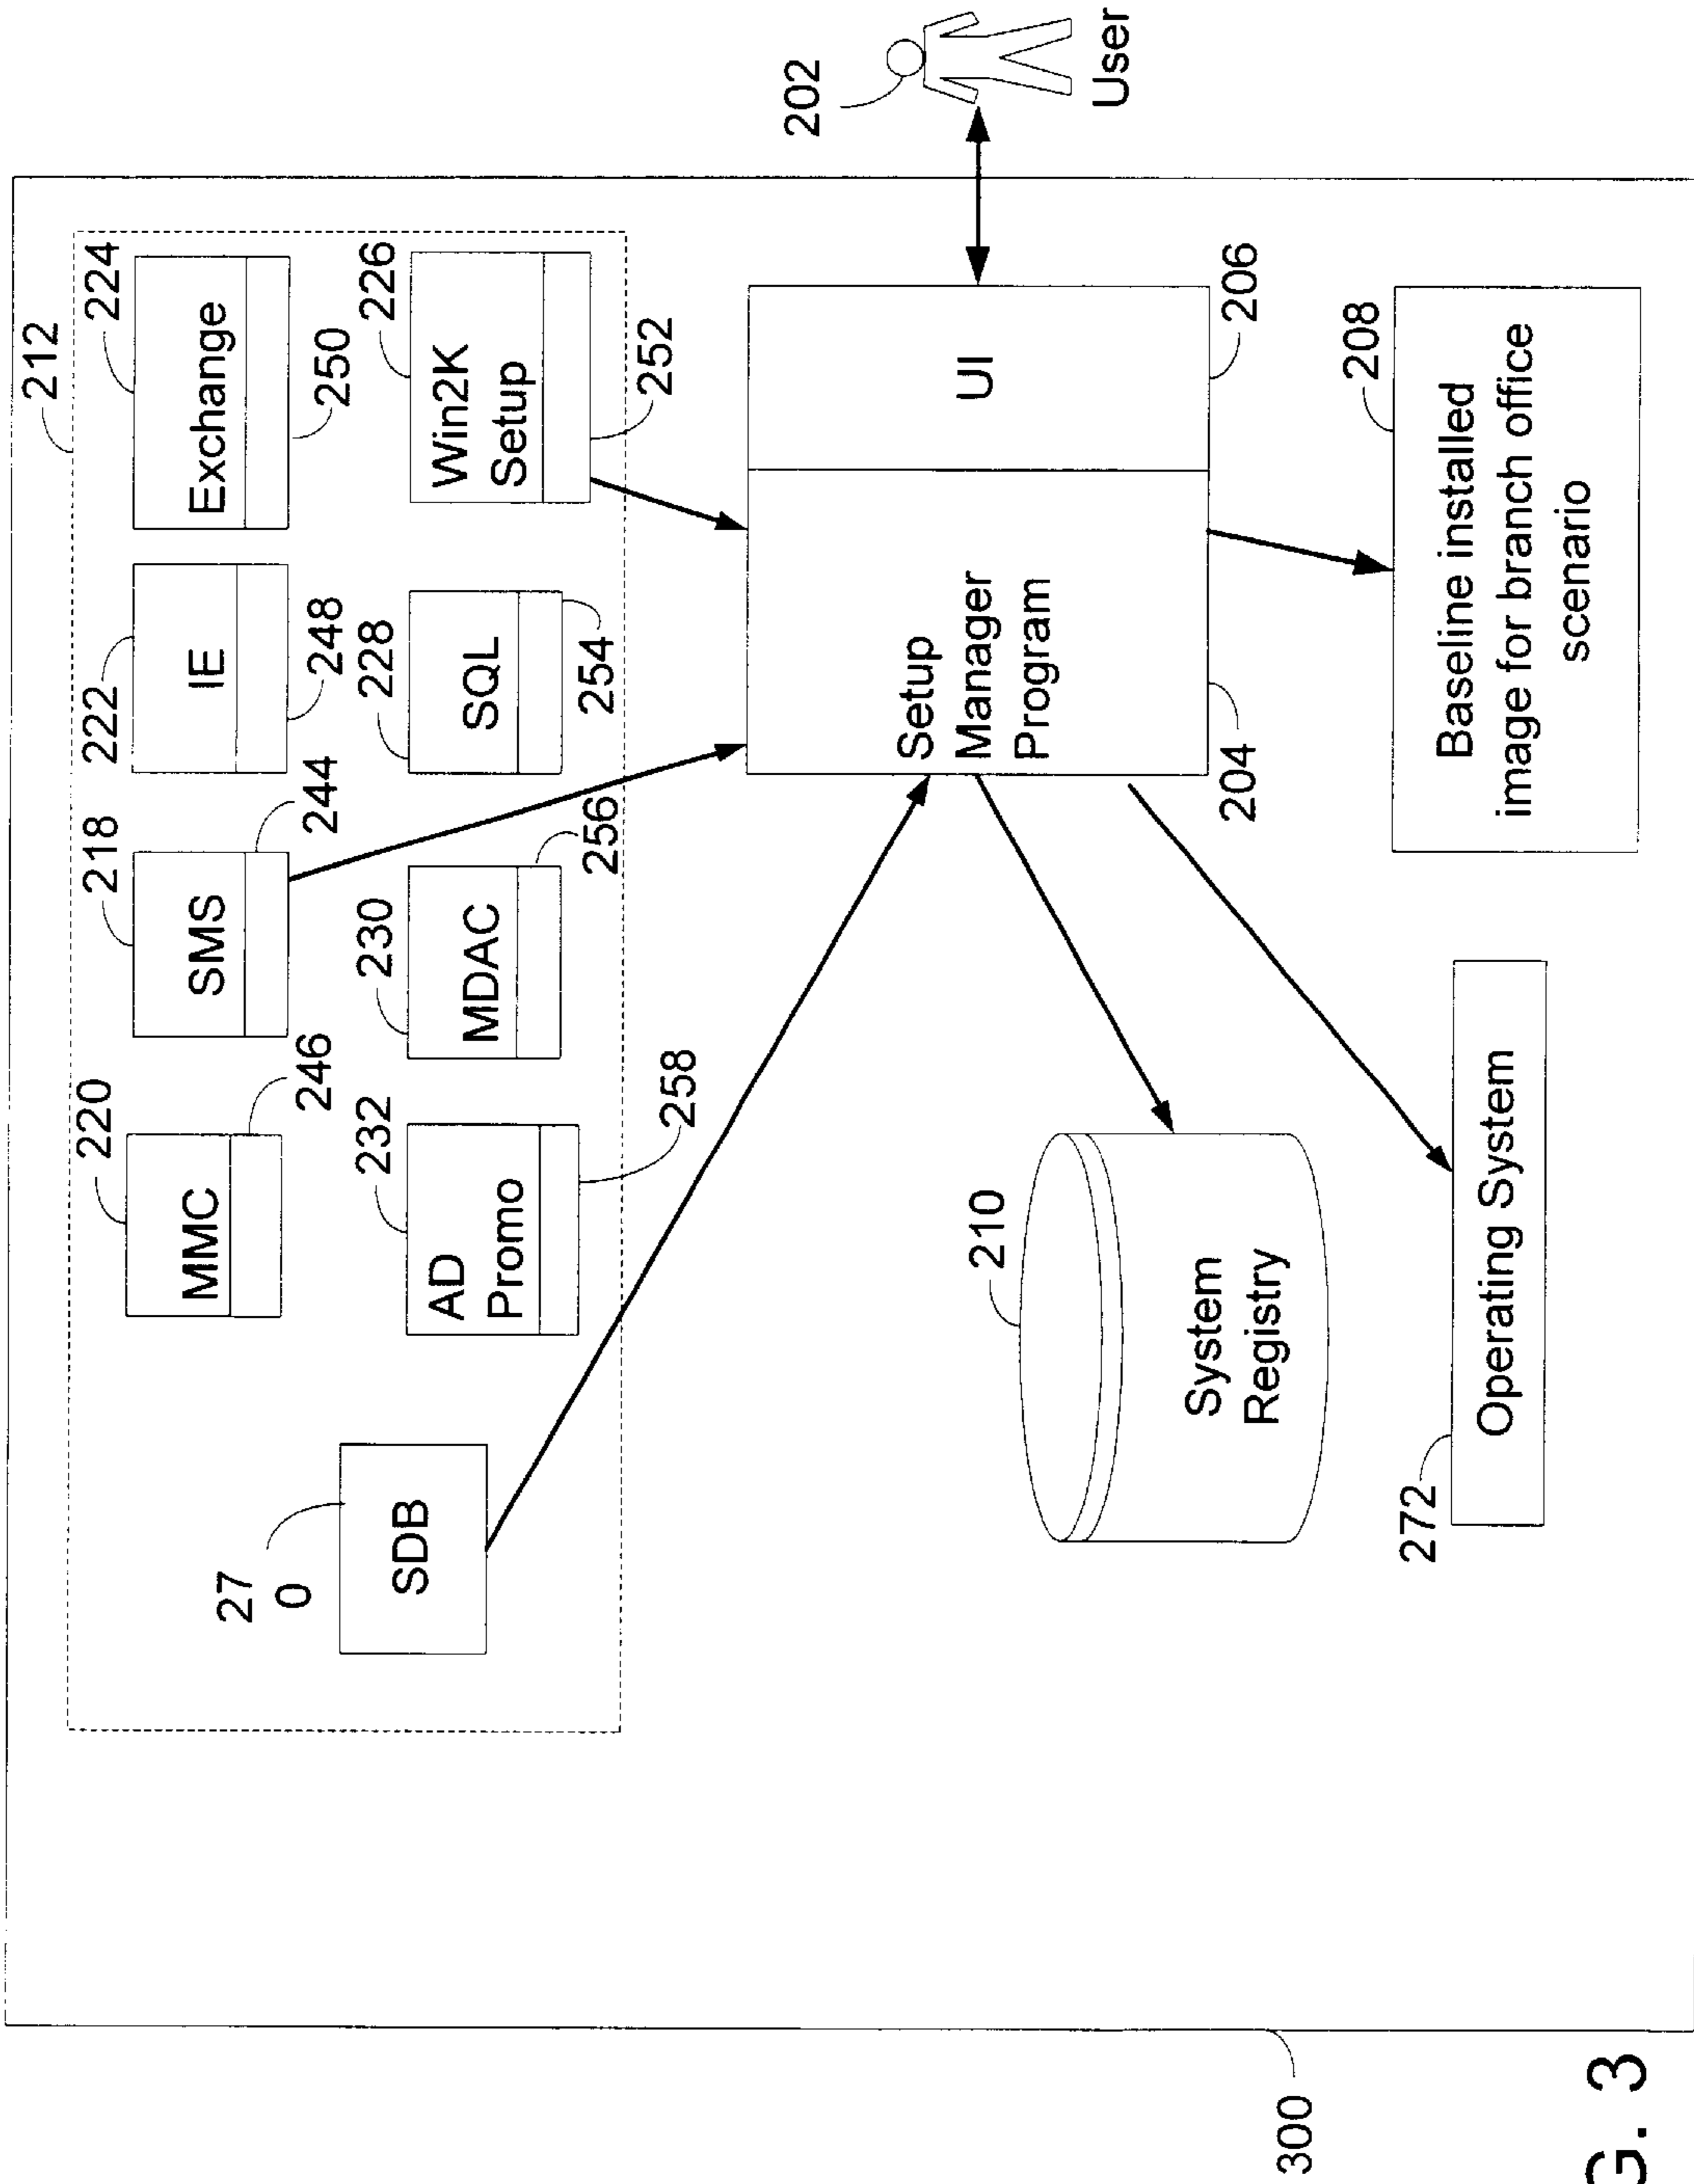 212
220
218
222
224
MMC
SMS
IE
Exchange
246
244
248
250
27
0
232
230
228
226
SDB
AD
Promo
MDAC
SQL
Win2K
Setup
258
256
254
252
202
User
Setup
Manager
Program
UI
204
206
210
System
Registry
208
Baseline installed
image for branch office
scenario
272
Operating System
300
G. 3